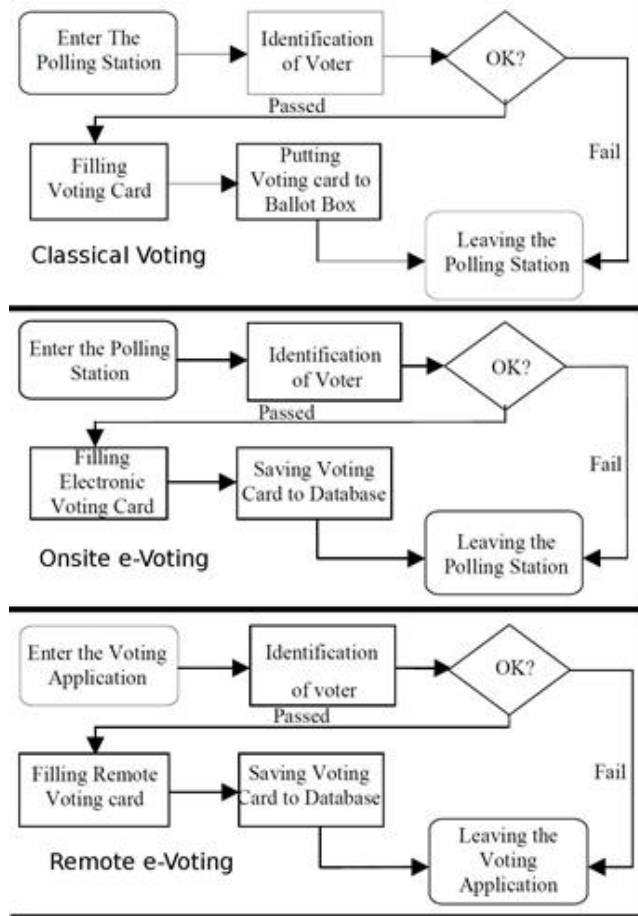 Enter The
Polling Station
Identification
of Voter
OK?
Passed
Fail
Filling
Voting Card
Putting
Voting card to
Ballot Box
Leaving the
Polling Station
Classical Voting
Enter the Polling
Station
Identification
of Voter
OK?
Passed
Fail
Filling
Electronic
Voting Card
Saving Voting
Card to Database
Leaving the
Polling Station
Onsite e-Voting
Enter the Voting
Application
Identification
of voter
OK?
Passed
Fail
Filling Remote
Voting card
Saving Voting
Card to Database
Leaving the
Voting
Application
Remote e-Voting